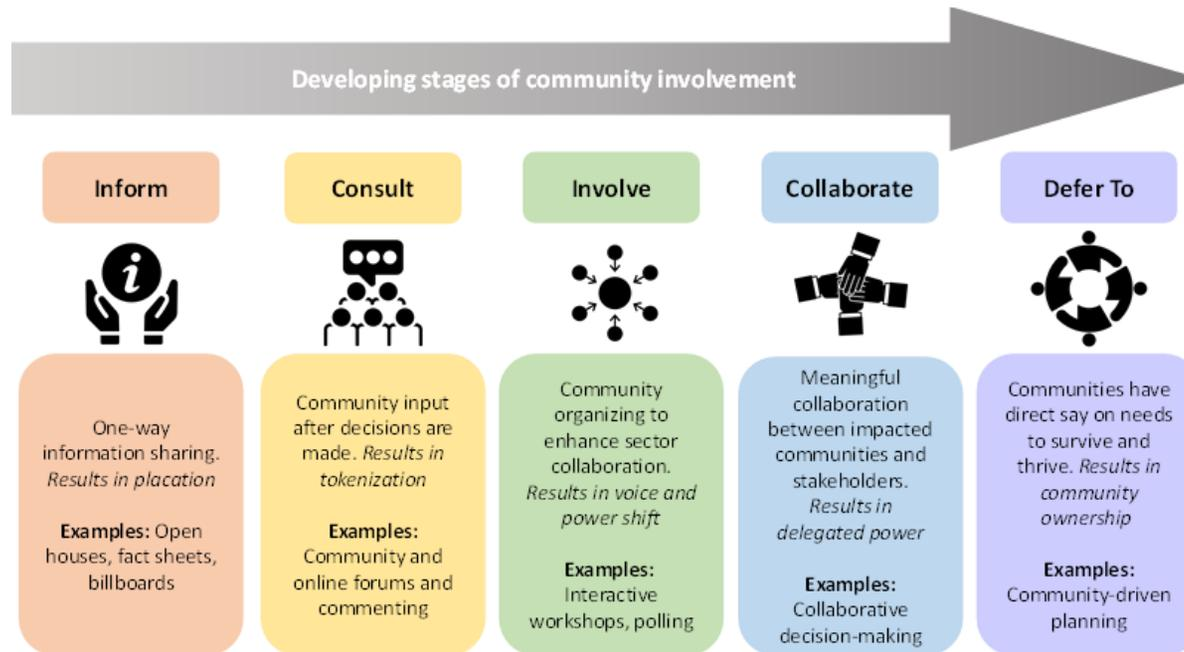 Developing stages of community involvement
Inform
Consult
Involve
Collaborate
Defer To
i
One-way
information sharing.
Results in placation
Examples: Open
houses, fact sheets,
billboards
Community input
after decisions are
made. Results in
tokenization
Examples:
Community and
online forums and
commenting
Community
organizing to
enhance sector
collaboration.
Results in voice and
power shift
Examples:
Interactive
workshops, polling
Meaningful
collaboration
between impacted
communities and
stakeholders.
Results in
delegated power
Examples:
Collaborative
decision-making
Communities have
direct say on needs
to survive and
thrive. Results in
community
ownership
Examples:
Community-driven
planning